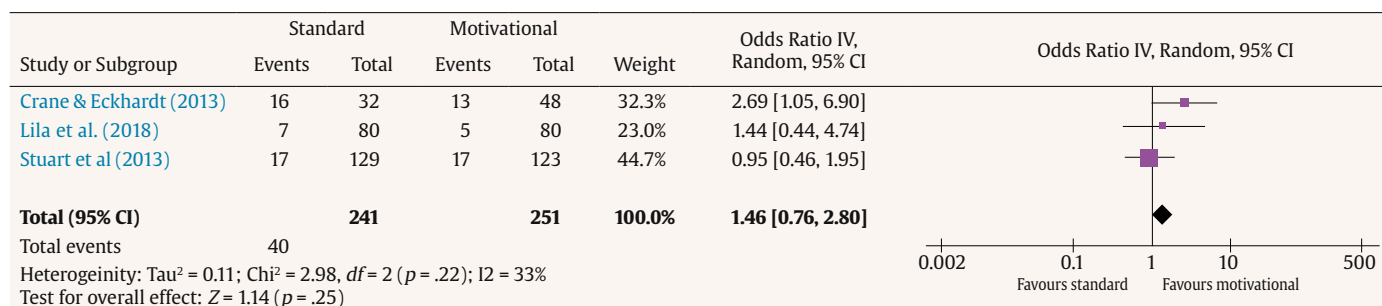 Standard Motivational Odds Ratio IV, Random, 95% CI Odds Ratio IV, Random, 95% CI
Study or Subgroup Events Total Events Total Weight
Crane & Eckhardt (2013) 16 32 13 48 32.3% 2.69 [1.05, 6.90]
Lila et al. (2018) 7 80 5 80 23.0% 1.44 [0.44, 4.74]
Stuart et al (2013) 17 129 17 123 44.7% 0.95 [0.46, 1.95]
Total (95% CI) 241 251 100.0% 1.46 [0.76, 2.80]
Total events 40
Heterogeinity: Tau² = 0.11; Chi² = 2.98, df = 2 (p = .22); I2 = 33%
Test for overall effect: Z = 1.14 (p = .25)
0.002 0.1 1 10 500
Favours standard Favours motivational